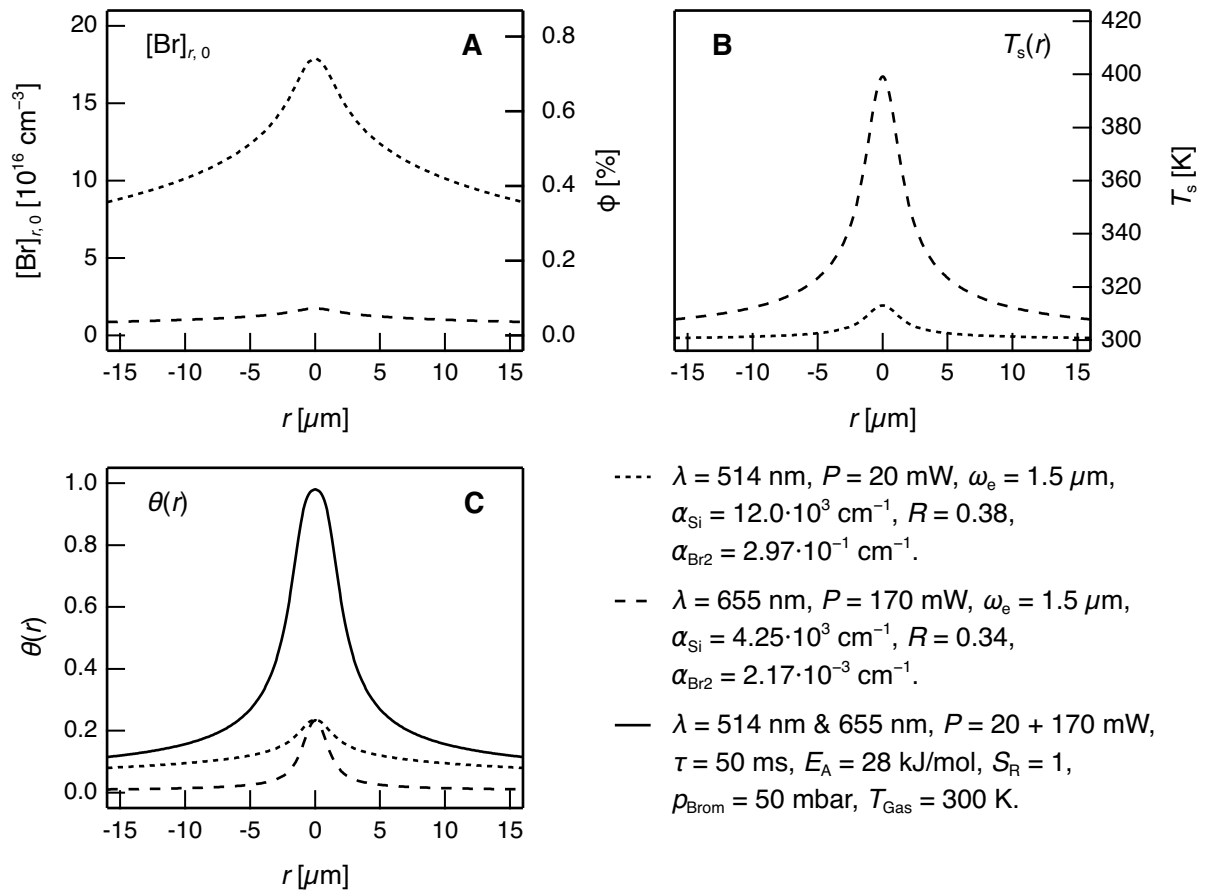 [Br]r, 0
A
20
15
10
5
0
[Br]r, 0 [10¹⁶ cm⁻³]
0.8
0.6
0.4
0.2
0.0
ϕ [%]
-15 -10 -5 0 5 10 15
r [µm]
B
Ts(r)
420
400
380
360
340
320
300
Ts [K]
-15 -10 -5 0 5 10 15
r [µm]
θ(r)
C
1.0
0.8
0.6
0.4
0.2
0.0
θ(r)
-15 -10 -5 0 5 10 15
r [µm]
λ = 514 nm, P = 20 mW, ωe = 1.5 µm,
αSi = 12.0·10³ cm⁻¹, R = 0.38,
αBr2 = 2.97·10⁻¹ cm⁻¹.
λ = 655 nm, P = 170 mW, ωe = 1.5 µm,
αSi = 4.25·10³ cm⁻¹, R = 0.34,
αBr2 = 2.17·10⁻³ cm⁻¹.
λ = 514 nm & 655 nm, P = 20 + 170 mW,
τ = 50 ms, EA = 28 kJ/mol, SR = 1,
pBrom = 50 mbar, TGas = 300 K.